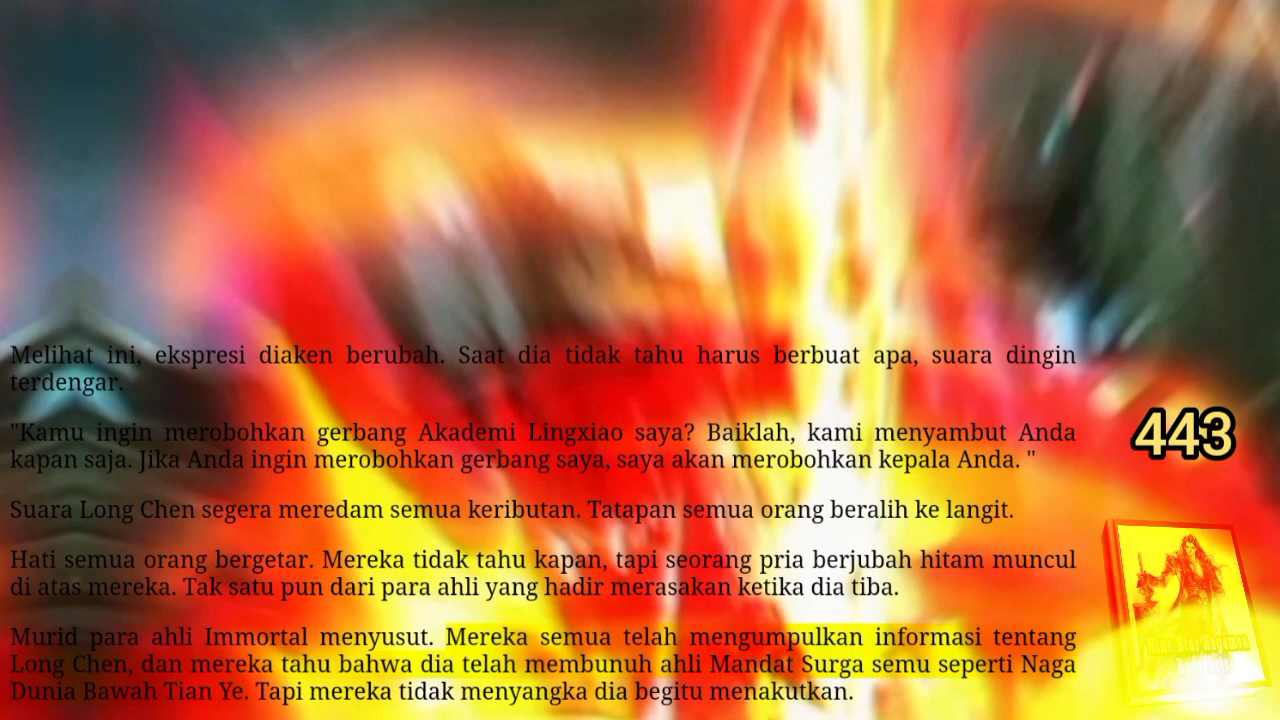 Melihat ini, ekspresi diaken berubah. Saat dia tidak tahu harus berbuat apa, suara dingin
terdengar.
"Kamu ingin merobohkan gerbang Akademi Lingxiao saya? Baiklah, kami menyambut Anda
kapan saja. Jika Anda ingin merobohkan gerbang saya, saya akan merobohkan kepala Anda. "
Suara Long Chen segera meredam semua keributan. Tatapan semua orang beralih ke langit.
Hati semua orang bergetar. Mereka tidak tahu kapan, tapi seorang pria berjubah hitam muncul
di atas mereka. Tak satu pun dari para ahli yang hadir merasakan ketika dia tiba.
Murid para ahli Immortal menyusut. Mereka semua telah mengumpulkan informasi tentang
Long Chen, dan mereka tahu bahwa dia telah membunuh ahli Mandat Surga semu seperti Naga
Dunia Bawah Tian Ye. Tapi mereka tidak menyangka dia begitu menakutkan.
443
Nine Star Hegemon